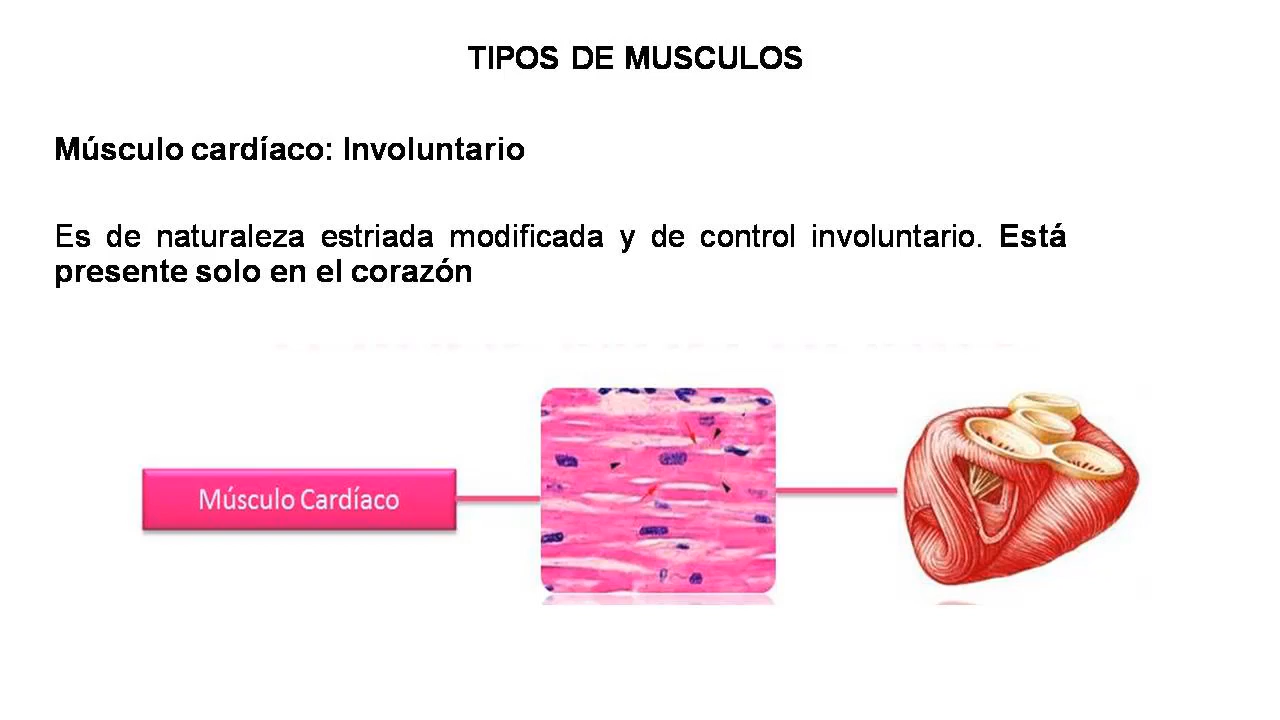 TIPOS DE MUSCULOS
Músculo cardíaco: Involuntario
Es de naturaleza estriada modificada y de control involuntario. Está
presente solo en el corazón
Músculo Cardíaco